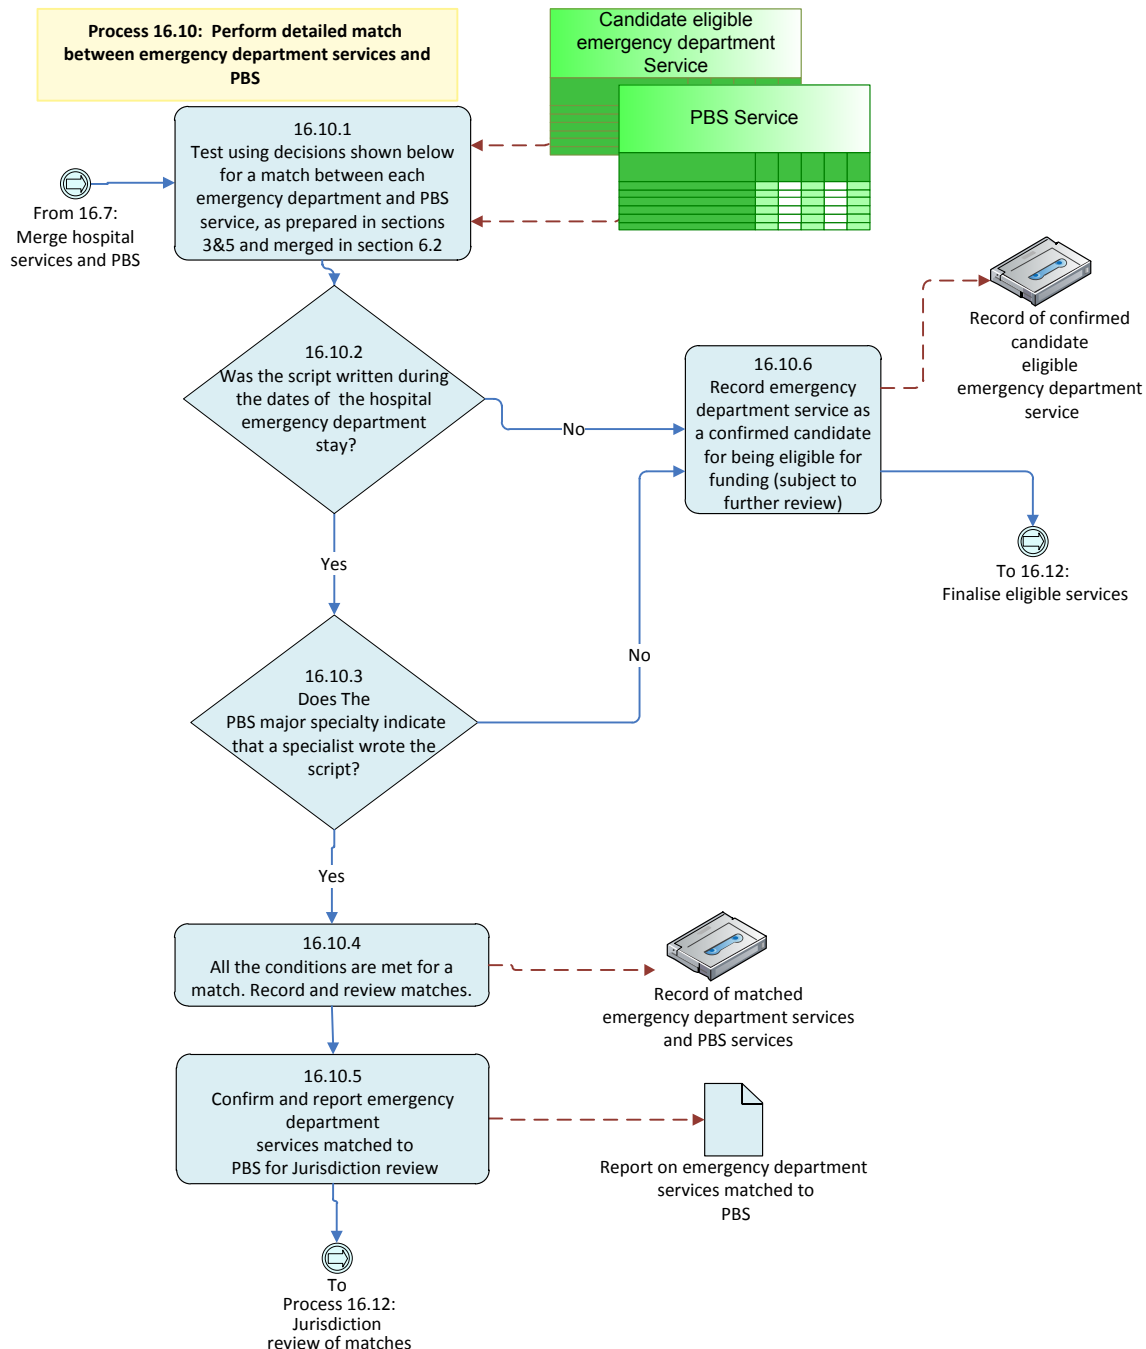 Process 16.10:  Perform detailed match
between emergency department services and
PBS
Candidate eligible
emergency department
Service
PBS Service
16.10.1
Test using decisions shown below
for a match between each
emergency department and PBS
service, as prepared in sections
3&5 and merged in section 6.2
From 16.7:
Merge hospital
services and PBS
16.10.2
Was the script written during
the dates of  the hospital
emergency department
stay?
No
16.10.6
Record emergency
department service as
a confirmed candidate
for being eligible for
funding (subject to
further review)
Record of confirmed
candidate
eligible
emergency department
service
To 16.12:
Finalise eligible services
Yes
16.10.3
Does The
PBS major specialty indicate
that a specialist wrote the
script?
No
Yes
16.10.4
All the conditions are met for a
match. Record and review matches.
Record of matched
emergency department services
and PBS services
16.10.5
Confirm and report emergency
department
services matched to
PBS for Jurisdiction review
Report on emergency department
services matched to
PBS
To
Process 16.12:
Jurisdiction
review of matches